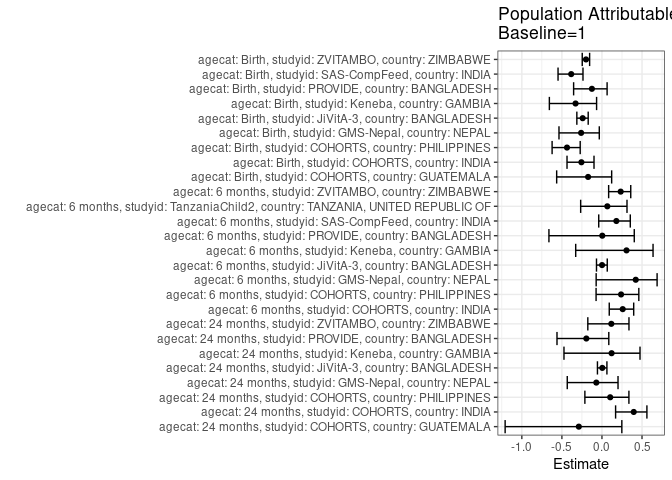 Population Attributable
Baseline=1
agecat: Birth, studyid: ZVITAMBO, country: ZIMBABWE
agecat: Birth, studyid: SAS-CompFeed, country: INDIA
agecat: Birth, studyid: PROVIDE, country: BANGLADESH
agecat: Birth, studyid: Keneba, country: GAMBIA
agecat: Birth, studyid: JiVitA-3, country: BANGLADESH
agecat: Birth, studyid: GMS-Nepal, country: NEPAL
agecat: Birth, studyid: COHORTS, country: PHILIPPINES
agecat: Birth, studyid: COHORTS, country: INDIA
agecat: Birth, studyid: COHORTS, country: GUATEMALA
agecat: 6 months, studyid: ZVITAMBO, country: ZIMBABWE
agecat: 6 months, studyid: TanzaniaChild2, country: TANZANIA, UNITED REPUBLIC OF
agecat: 6 months, studyid: SAS-CompFeed, country: INDIA
agecat: 6 months, studyid: PROVIDE, country: BANGLADESH
agecat: 6 months, studyid: Keneba, country: GAMBIA
agecat: 6 months, studyid: JiVitA-3, country: BANGLADESH
agecat: 6 months, studyid: GMS-Nepal, country: NEPAL
agecat: 6 months, studyid: COHORTS, country: PHILIPPINES
agecat: 6 months, studyid: COHORTS, country: INDIA
agecat: 24 months, studyid: ZVITAMBO, country: ZIMBABWE
agecat: 24 months, studyid: PROVIDE, country: BANGLADESH
agecat: 24 months, studyid: Keneba, country: GAMBIA
agecat: 24 months, studyid: JiVitA-3, country: BANGLADESH
agecat: 24 months, studyid: GMS-Nepal, country: NEPAL
agecat: 24 months, studyid: COHORTS, country: PHILIPPINES
agecat: 24 months, studyid: COHORTS, country: INDIA
agecat: 24 months, studyid: COHORTS, country: GUATEMALA
-1.0 -0.5 0.0 0.5
Estimate